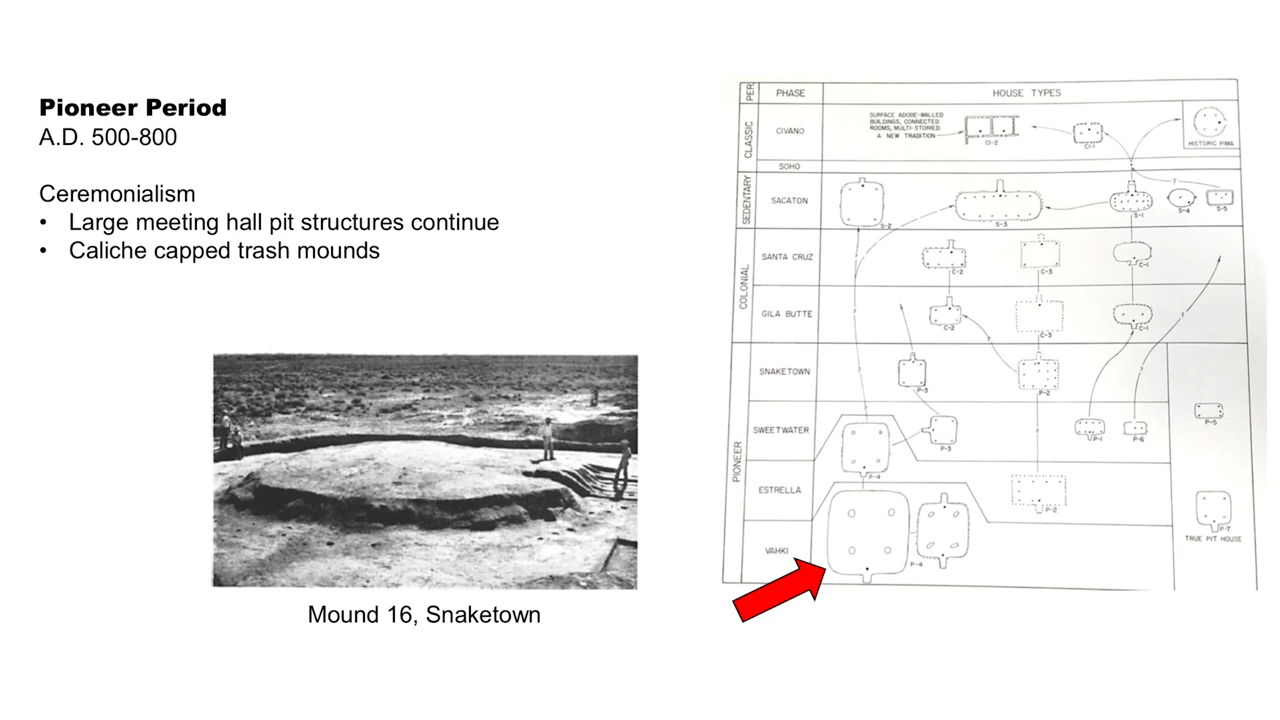 Pioneer Period
A.D. 500-800
Ceremonialism
• Large meeting hall pit structures continue
• Caliche capped trash mounds
Mound 16, Snaketown
PER.
PHASE
HOUSE TYPES
CLASSIC
CIVANO
SURFACE ADOBE-WALLED
BUILDINGS, CONNECTED
ROOMS, MULTI-STORIED.
A NEW TRADITION
CI-2
CI-1
HISTORIC PIMA
SOHO
SEDENTARY
SACATON
S-2
S-3
S-1
?
S-4
S-5
COLONIAL
SANTA CRUZ
C-2
C-3
C-1
GILA BUTTE
?
C-2
?
C-3
C-1
?
PIONEER
SNAKETOWN
?
P-3
P-2
SWEETWATER
P-4
P-3
?
P-1
P-6
P-5
ESTRELLA
P-2
P-7
TRUE PIT HOUSE
VAHKI
P-4